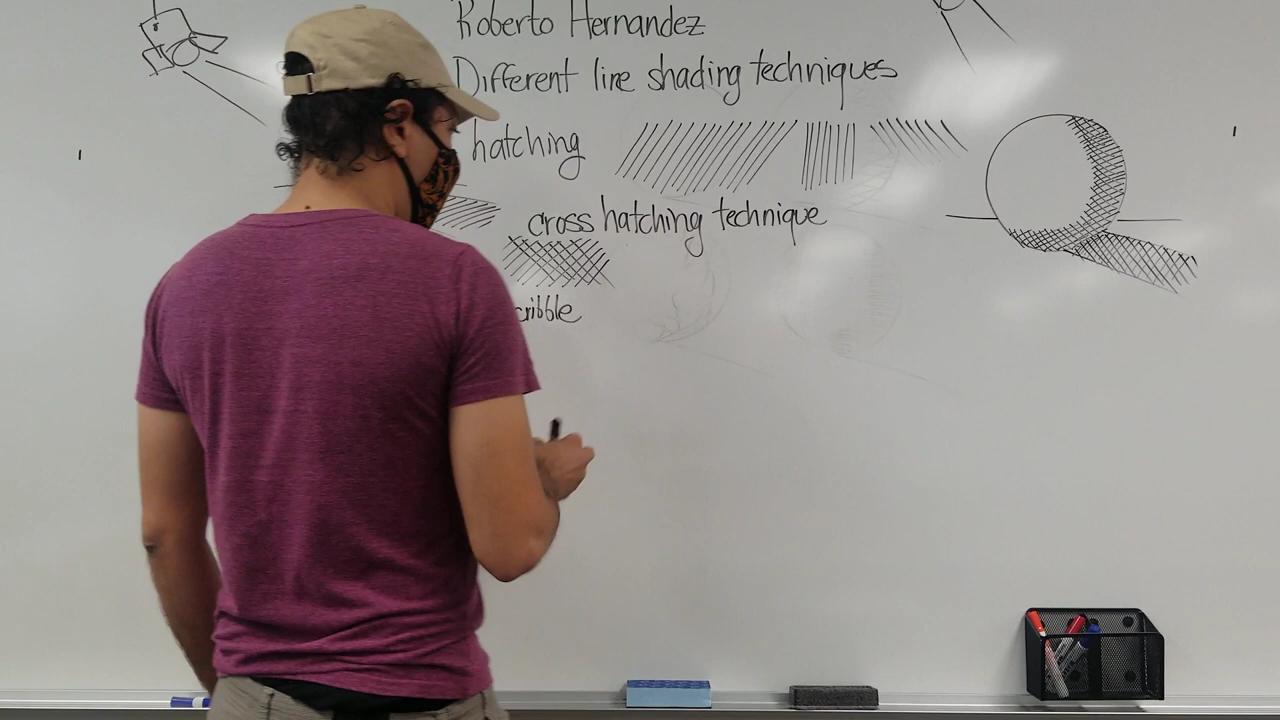 Roberto Hernandez
Different line shading techniques
hatching
cross hatching technique
cribble